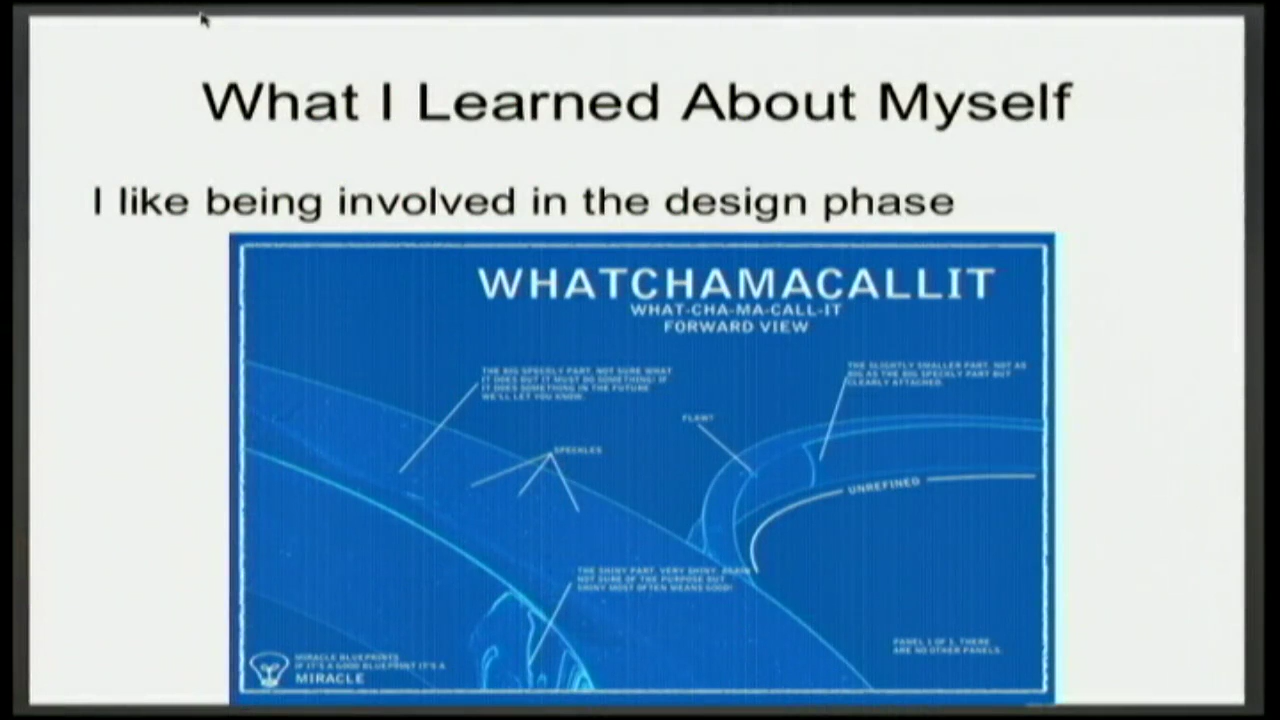 What I Learned About Myself
I like being involved in the design phase
WHATCHAMACALLIT
WHAT-CHA-MA-CALL-IT
FORWARD VIEW
THE BIG SPECKLY PART. NOT SURE WHAT
IT DOES BUT IT MUST DO SOMETHING! IF
IT DOES SOMETHING IN THE FUTURE
WE'LL LET YOU KNOW.
THE SLIGHTLY SMALLER PART. NOT AS
BIG AS THE BIG SPECKLY PART BUT
CLEARLY ATTACHED.
FLAW?
SPECKLES
UNREFINED
THE SHINY PART. VERY SHINY. AGAIN
NOT SURE OF THE PURPOSE BUT
SHINY MOST OFTEN MEANS GOOD!
PANEL 1 OF 1. THERE
ARE NO OTHER PANELS.
MIRACLE BLUEPRINTS
IF IT'S A GOOD BLUEPRINT IT'S A
MIRACLE